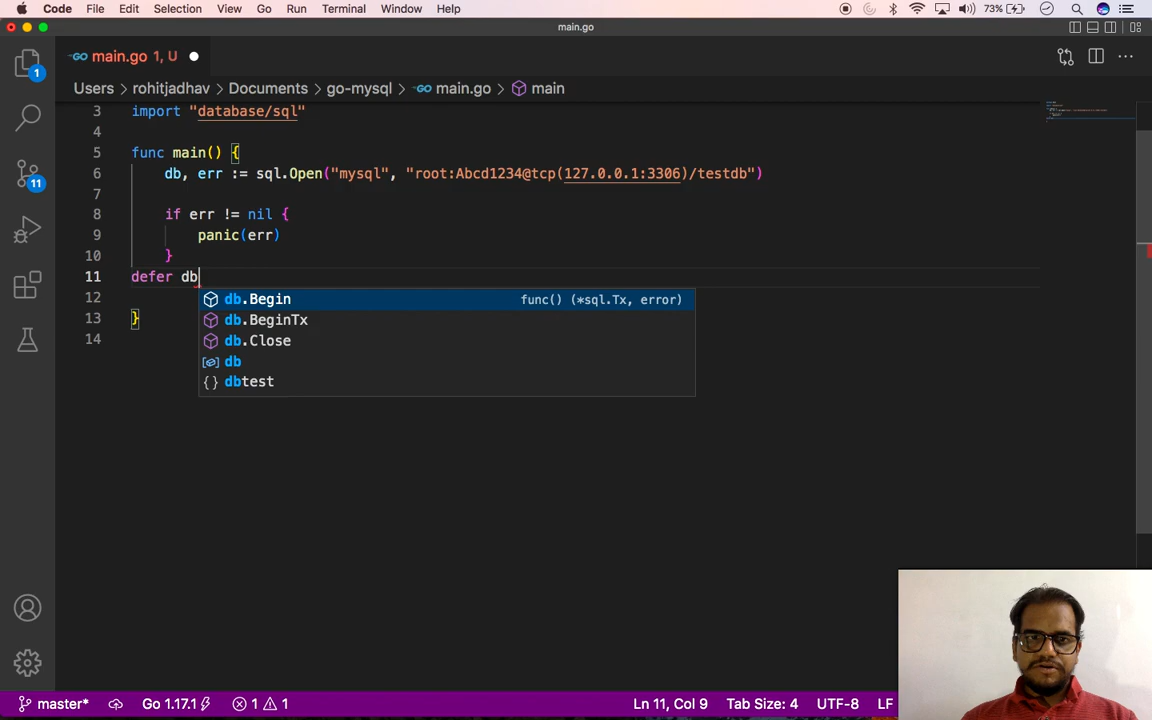 Code File Edit Selection View Go Run Terminal Window Help 73%
main.go
GO main.go 1, U
Users > rohitjadhav > Documents > go-mysql > GO main.go > main
3 import "database/sql"
4
5 func main() {
6 db, err := sql.Open("mysql", "root:Abcd1234@tcp(127.0.0.1:3306)/testdb")
7
8 if err != nil {
9 panic(err)
10 }
11 defer db
12 db.Begin func() (*sql.Tx, error)
db.BeginTx
13 }
14 db.Close
db
{} dbtest
1
11
master* Go 1.17.1 1 1 Ln 11, Col 9 Tab Size: 4 UTF-8 LF